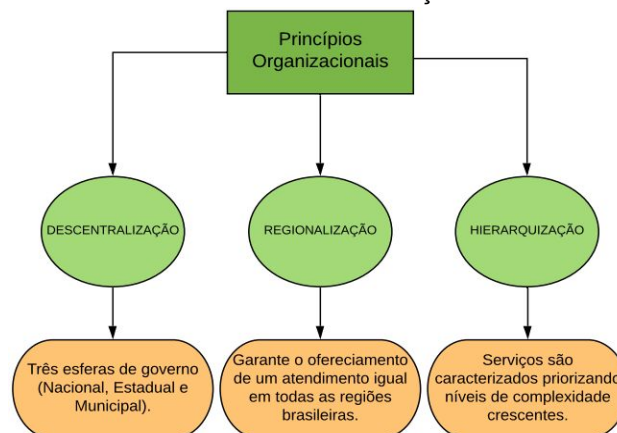 Princípios
Organizacionais
DESCENTRALIZAÇÃO
REGIONALIZAÇÃO
HIERARQUIZAÇÃO
Três esferas de governo
(Nacional, Estadual e
Municipal).
Garante o ofereciamento
de um atendimento igual
em todas as regiões
brasileiras.
Serviços são
caracterizados priorizando
níveis de complexidade
crescentes.